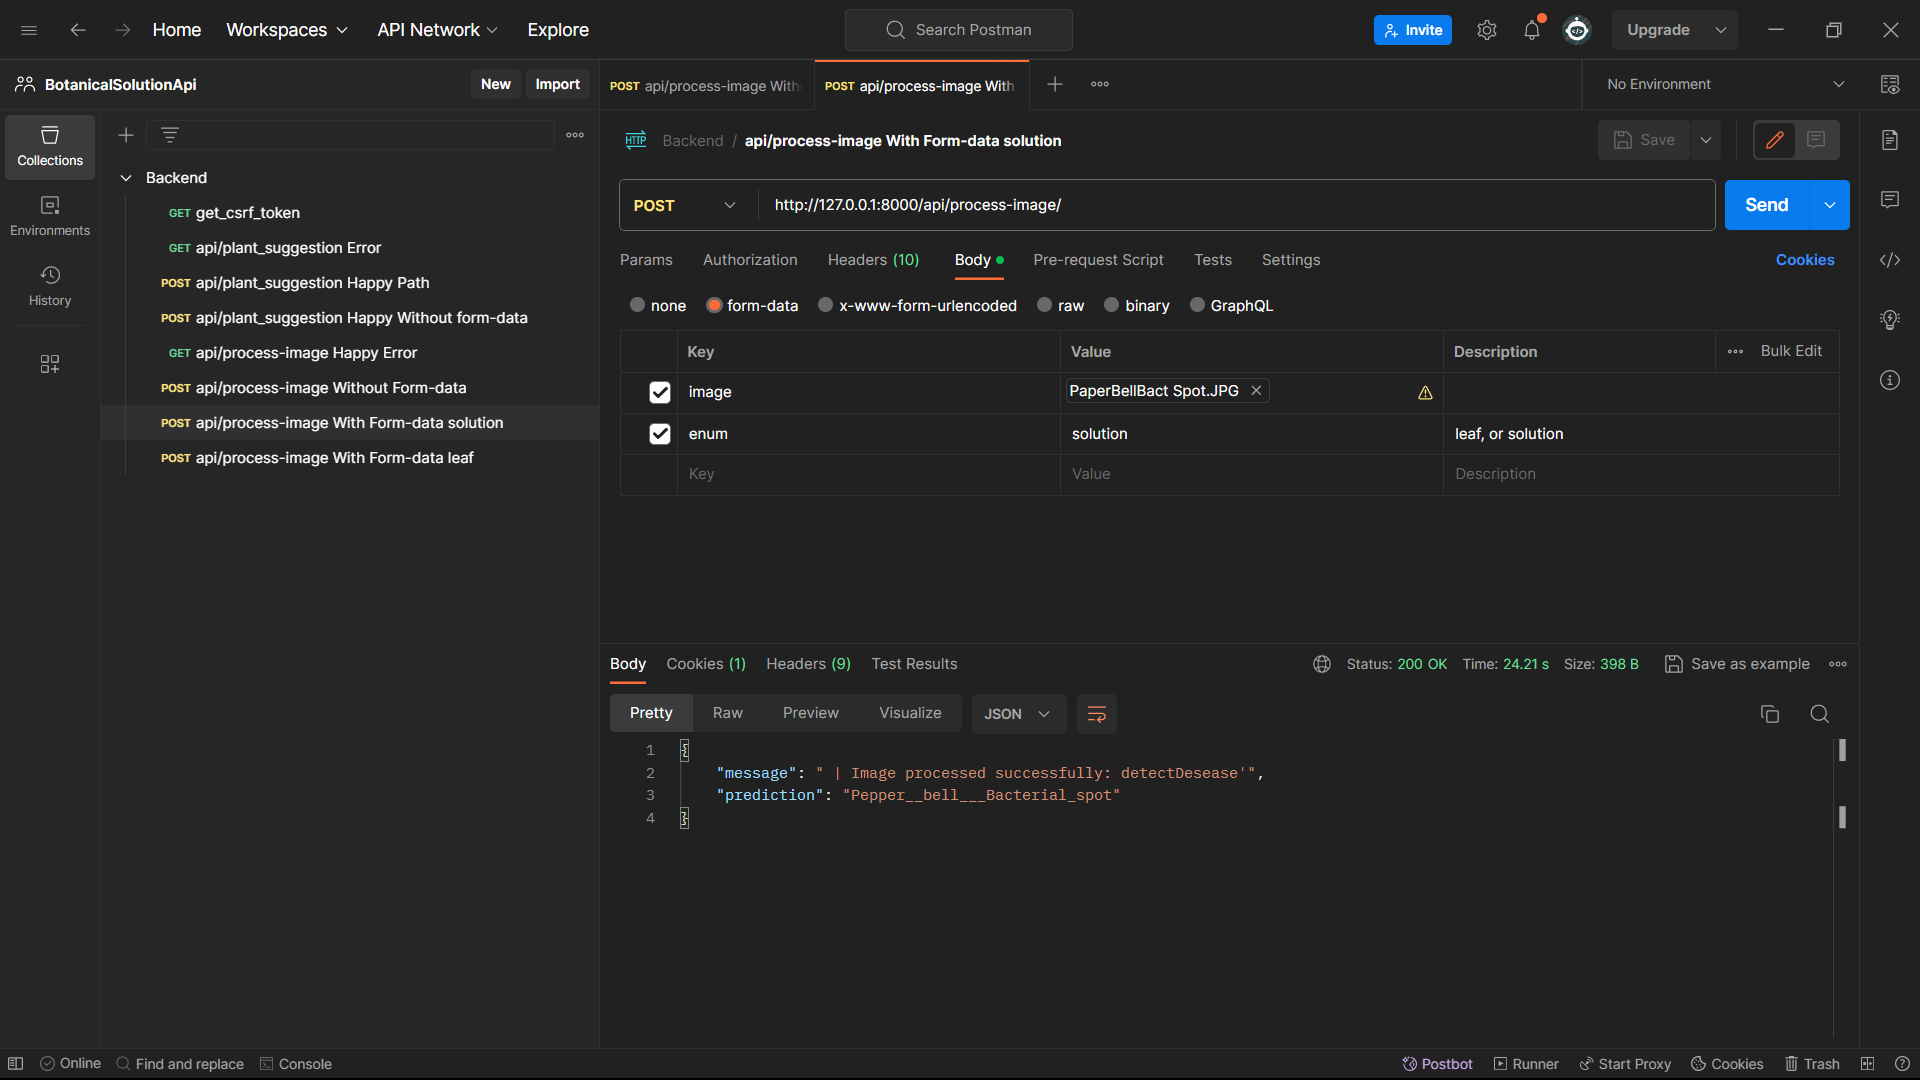 Home Workspaces API Network Explore Search Postman Invite Upgrade
BotanicalSolutionApi New Import POST api/process-image With POST api/process-image With No Environment
Collections
Environments
History
Backend
GET get_csrf_token
GET api/plant_suggestion Error
POST api/plant_suggestion Happy Path
POST api/plant_suggestion Happy Without form-data
GET api/process-image Happy Error
POST api/process-image Without Form-data
POST api/process-image With Form-data solution
POST api/process-image With Form-data leaf
HTTP Backend / api/process-image With Form-data solution Save
POST http://127.0.0.1:8000/api/process-image/ Send
Params Authorization Headers (10) Body Pre-request Script Tests Settings Cookies
none form-data x-www-form-urlencoded raw binary GraphQL
Key Value Description Bulk Edit
image PaperBellBact Spot.JPG
enum solution leaf, or solution
Key Value Description
Body Cookies (1) Headers (9) Test Results Status: 200 OK Time: 24.21 s Size: 398 B Save as example
Pretty Raw Preview Visualize JSON
1 {
2 "message": " | Image processed successfully: detectDesease'",
3 "prediction": "Pepper__bell___Bacterial_spot"
4 }
Online Find and replace Console Postbot Runner Start Proxy Cookies Trash